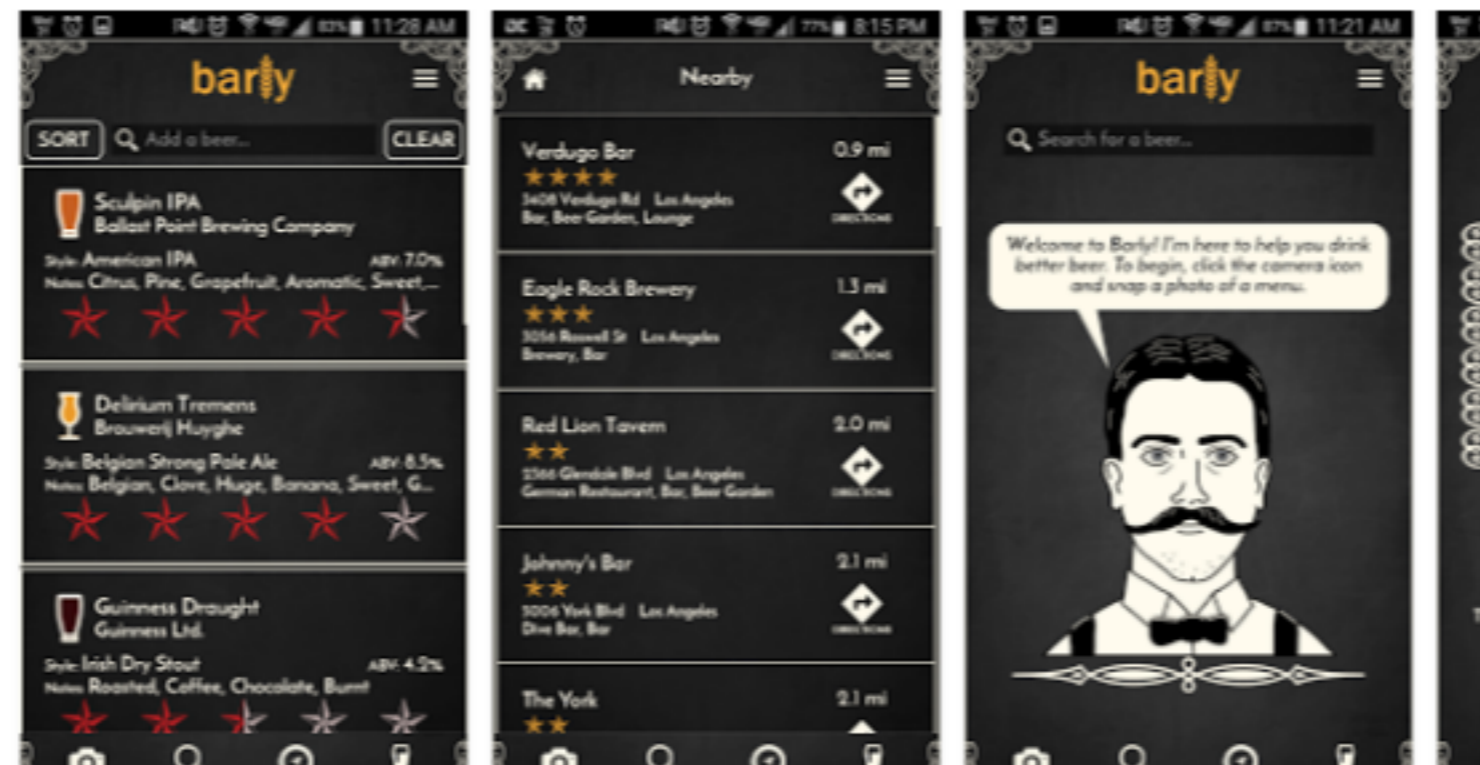 83% 11:28 AM
barly
SORT Add a beer... CLEAR
Sculpin IPA
Ballast Point Brewing Company
Style: American IPA ABV: 7.0%
Notes: Citrus, Pine, Grapefruit, Aromatic, Sweet,...
Delirium Tremens
Brouwerij Huyghe
Style: Belgian Strong Pale Ale ABV: 8.5%
Notes: Belgian, Clove, Huge, Banana, Sweet, G...
Guinness Draught
Guinness Ltd.
Style: Irish Dry Stout ABV: 4.2%
Notes: Roasted, Coffee, Chocolate, Burnt
77% 8:15 PM
Nearby
Verdugo Bar 0.9 mi
3408 Verdugo Rd Los Angeles
Bar, Beer Garden, Lounge
DIRECTIONS
Eagle Rock Brewery 1.3 mi
3056 Roswell St Los Angeles
Brewery, Bar
DIRECTIONS
Red Lion Tavern 2.0 mi
2366 Glendale Blvd Los Angeles
German Restaurant, Bar, Beer Garden
DIRECTIONS
Johnny's Bar 2.1 mi
5006 York Blvd Los Angeles
Dive Bar, Bar
DIRECTIONS
The York 2.1 mi
87% 11:21 AM
barly
Search for a beer...
Welcome to Barly! I'm here to help you drink
better beer. To begin, click the camera icon
and snap a photo of a menu.